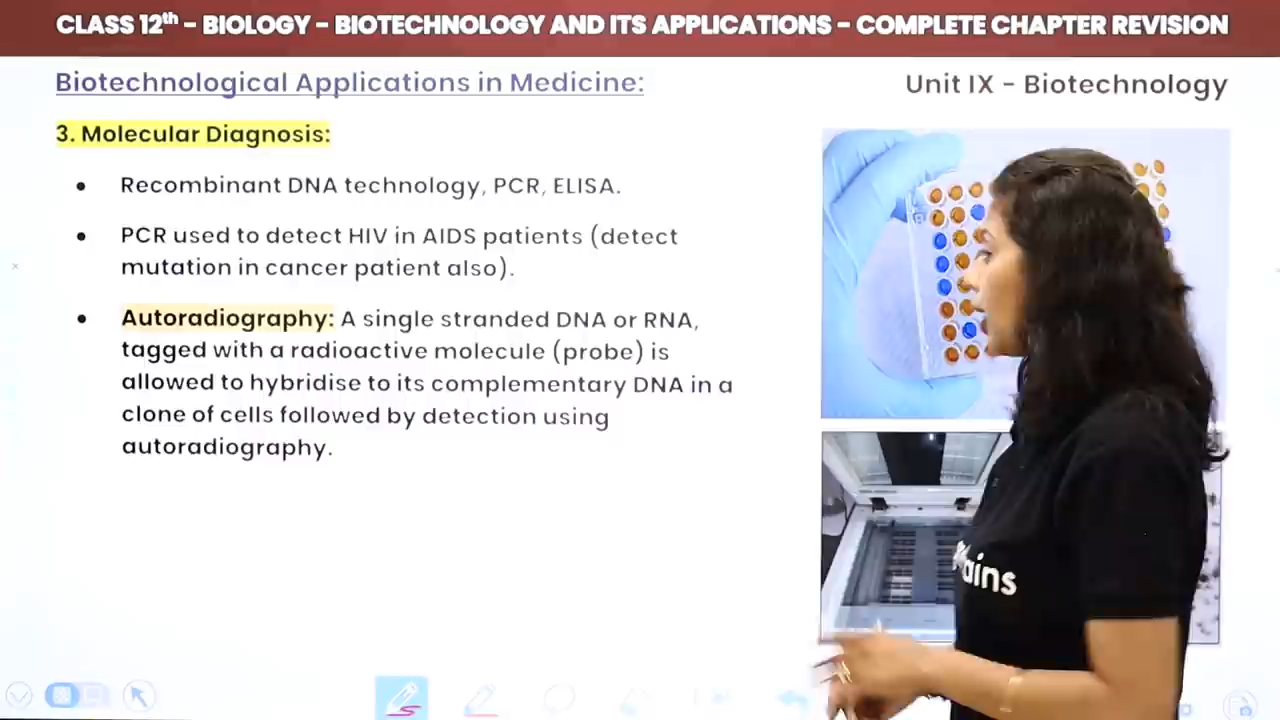 CLASS 12th – BIOLOGY – BIOTECHNOLOGY AND ITS APPLICATIONS – COMPLETE CHAPTER REVISION
Biotechnological Applications in Medicine:
Unit IX – Biotechnology
3. Molecular Diagnosis:
• Recombinant DNA technology, PCR, ELISA.
• PCR used to detect HIV in AIDS patients (detect
mutation in cancer patient also).
• Autoradiography: A single stranded DNA or RNA,
tagged with a radioactive molecule (probe) is
allowed to hybridise to its complementary DNA in a
clone of cells followed by detection using
autoradiography.